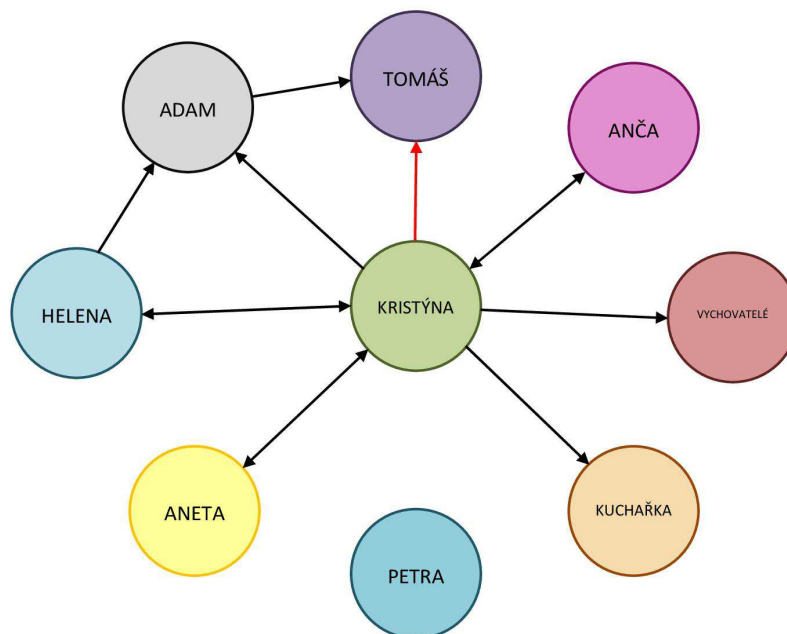 TOMÁŠ
ADAM
ANČA
HELENA
KRISTÝNA
VYCHOVATELÉ
ANETA
KUCHAŘKA
PETRA